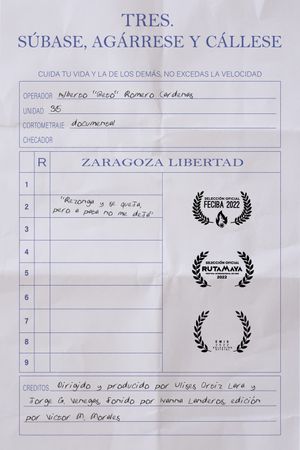 TRES.
SÚBASE, AGÁRRESE Y CÁLLESE
CUIDA TU VIDA Y LA DE LOS DEMÁS, NO EXCEDAS LA VELOCIDAD
OPERADOR Alberto "Beto" Romero Cardenas
UNIDAD 35
CORTOMETRAJE documental
CHECADOR
R ZARAGOZA LIBERTAD
1
2
3
4
5
6
7
8
9
"Rezonga y se queja,
pero a pata no me deja"
SELECCIÓN OFICIAL
FECIBA 2022
SELECCIÓN OFICIAL
RUTAMAYA
2022
CREDITOS Dirigido y producido por Ulises Ordiz Lara y
Jorge G. Venegas, sonido por Nanna Landeros, edición
por Victor M. Morales